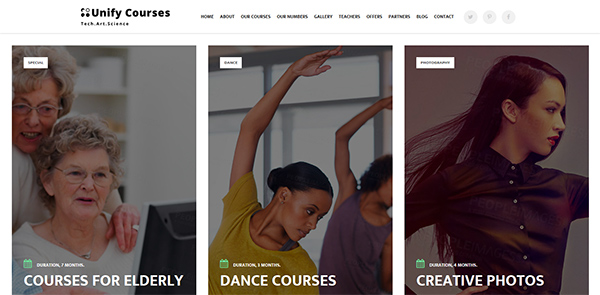 Unify Courses
Tech.Art.Science
HOME ABOUT OUR COURSES OUR NUMBERS GALLERY TEACHERS OFFERS PARTNERS BLOG CONTACT
SPECIAL
DURATION, 7 MONTHS.
COURSES FOR ELDERLY
DANCE
DURATION, 3 MONTHS.
DANCE COURSES
PHOTOGRAPHY
DURATION, 4 MONTHS.
CREATIVE PHOTOS